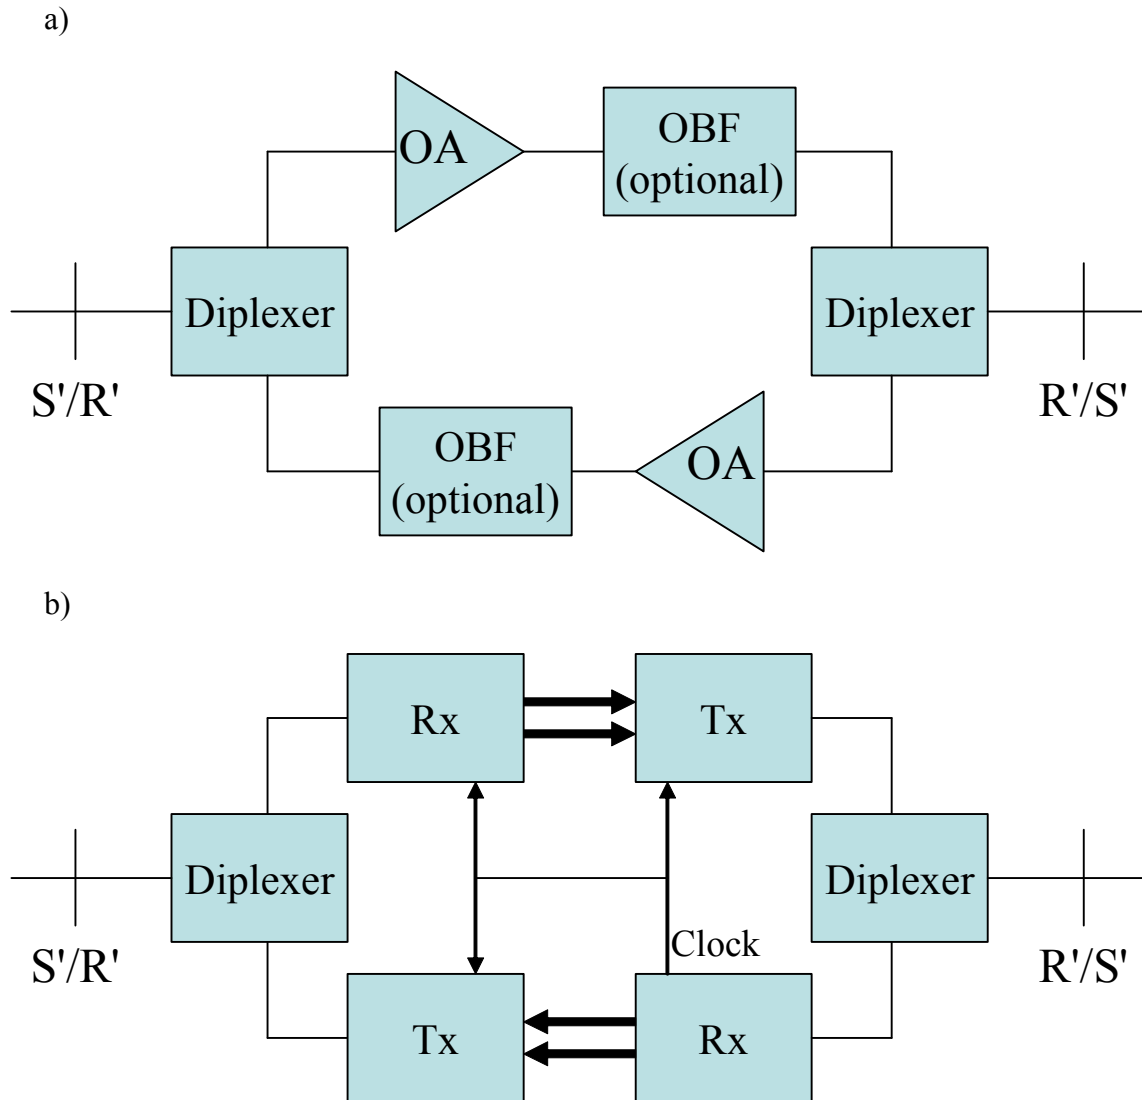 a)
OA
OBF
(optional)
Diplexer
Diplexer
S'/R'
R'/S'
OBF
(optional)
OA
b)
Rx
Tx
Diplexer
Diplexer
S'/R'
Clock
R'/S'
Tx
Rx